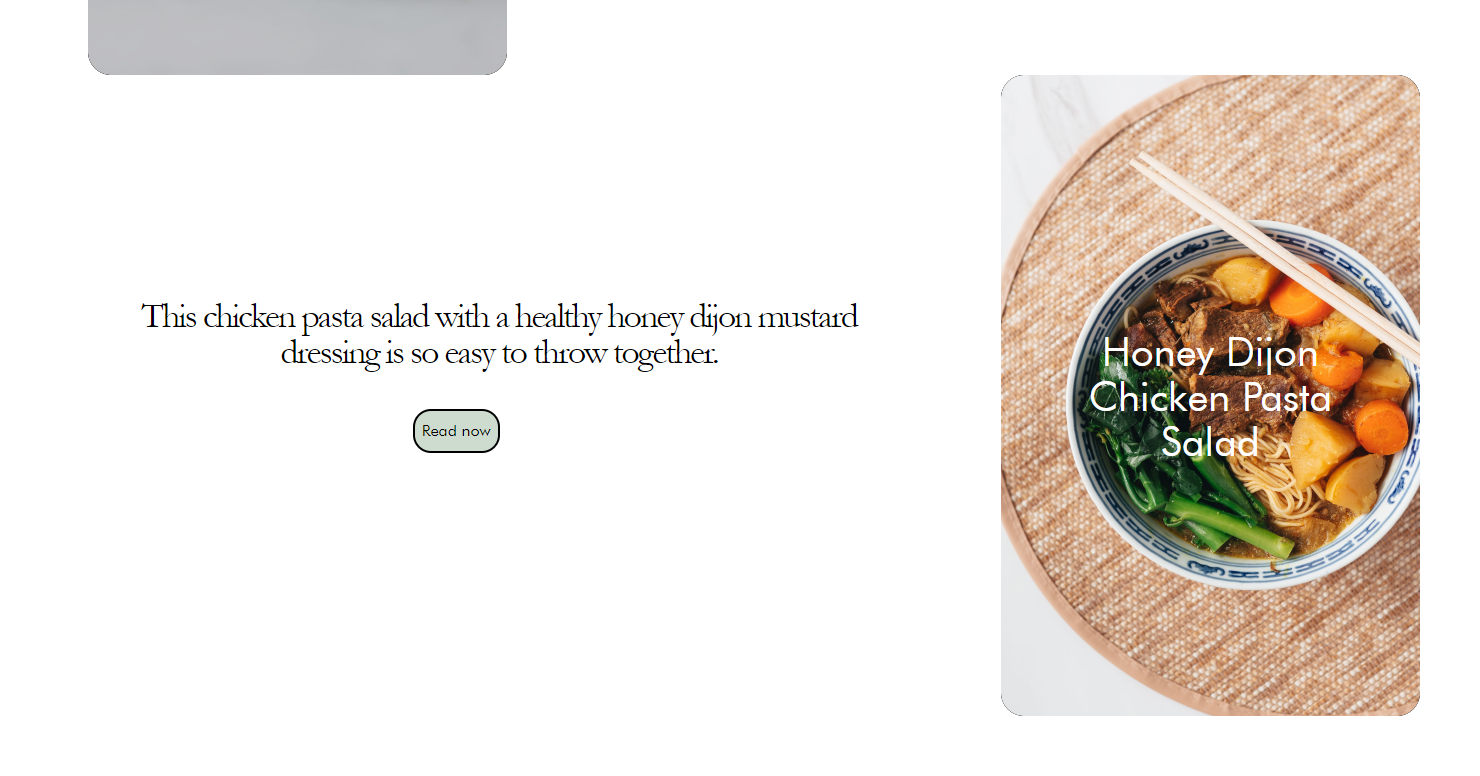 This chicken pasta salad with a healthy honey dijon mustard
dressing is so easy to throw together.
Read now
Honey Dijon
Chicken Pasta
Salad